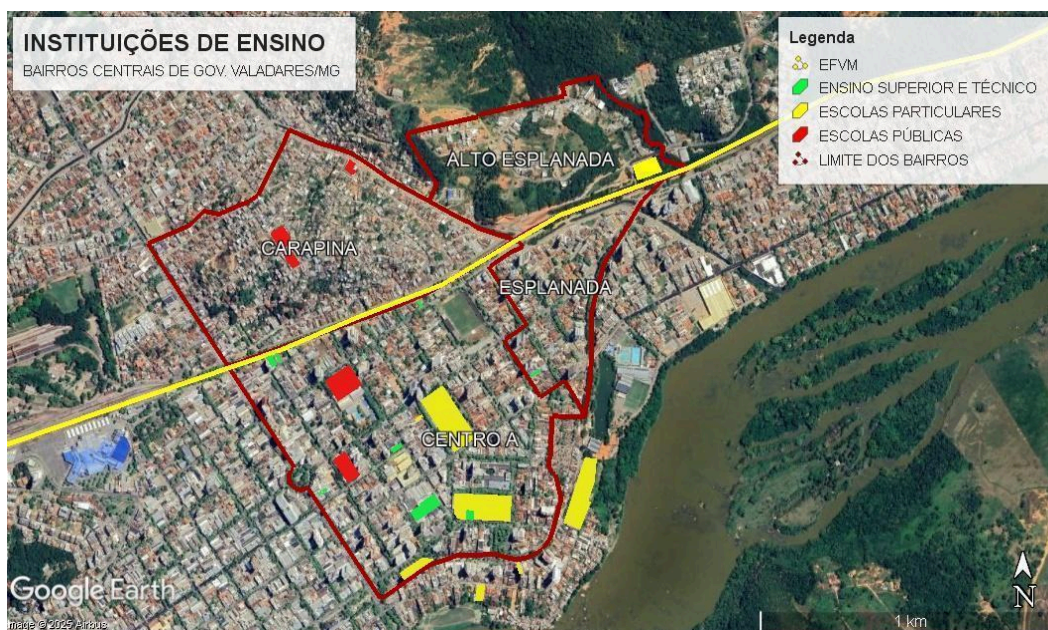 INSTITUIÇÕES DE ENSINO
BAIRROS CENTRAIS DE GOV. VALADARES/MG
Legenda
EFVM
ENSINO SUPERIOR E TÉCNICO
ESCOLAS PARTICULARES
ESCOLAS PÚBLICAS
LIMITE DOS BAIRROS
ALTO ESPLANADA
CARAPINA
ESPLANADA
CENTRO A
Google Earth
Image © 2025 Airbus
N
1 km